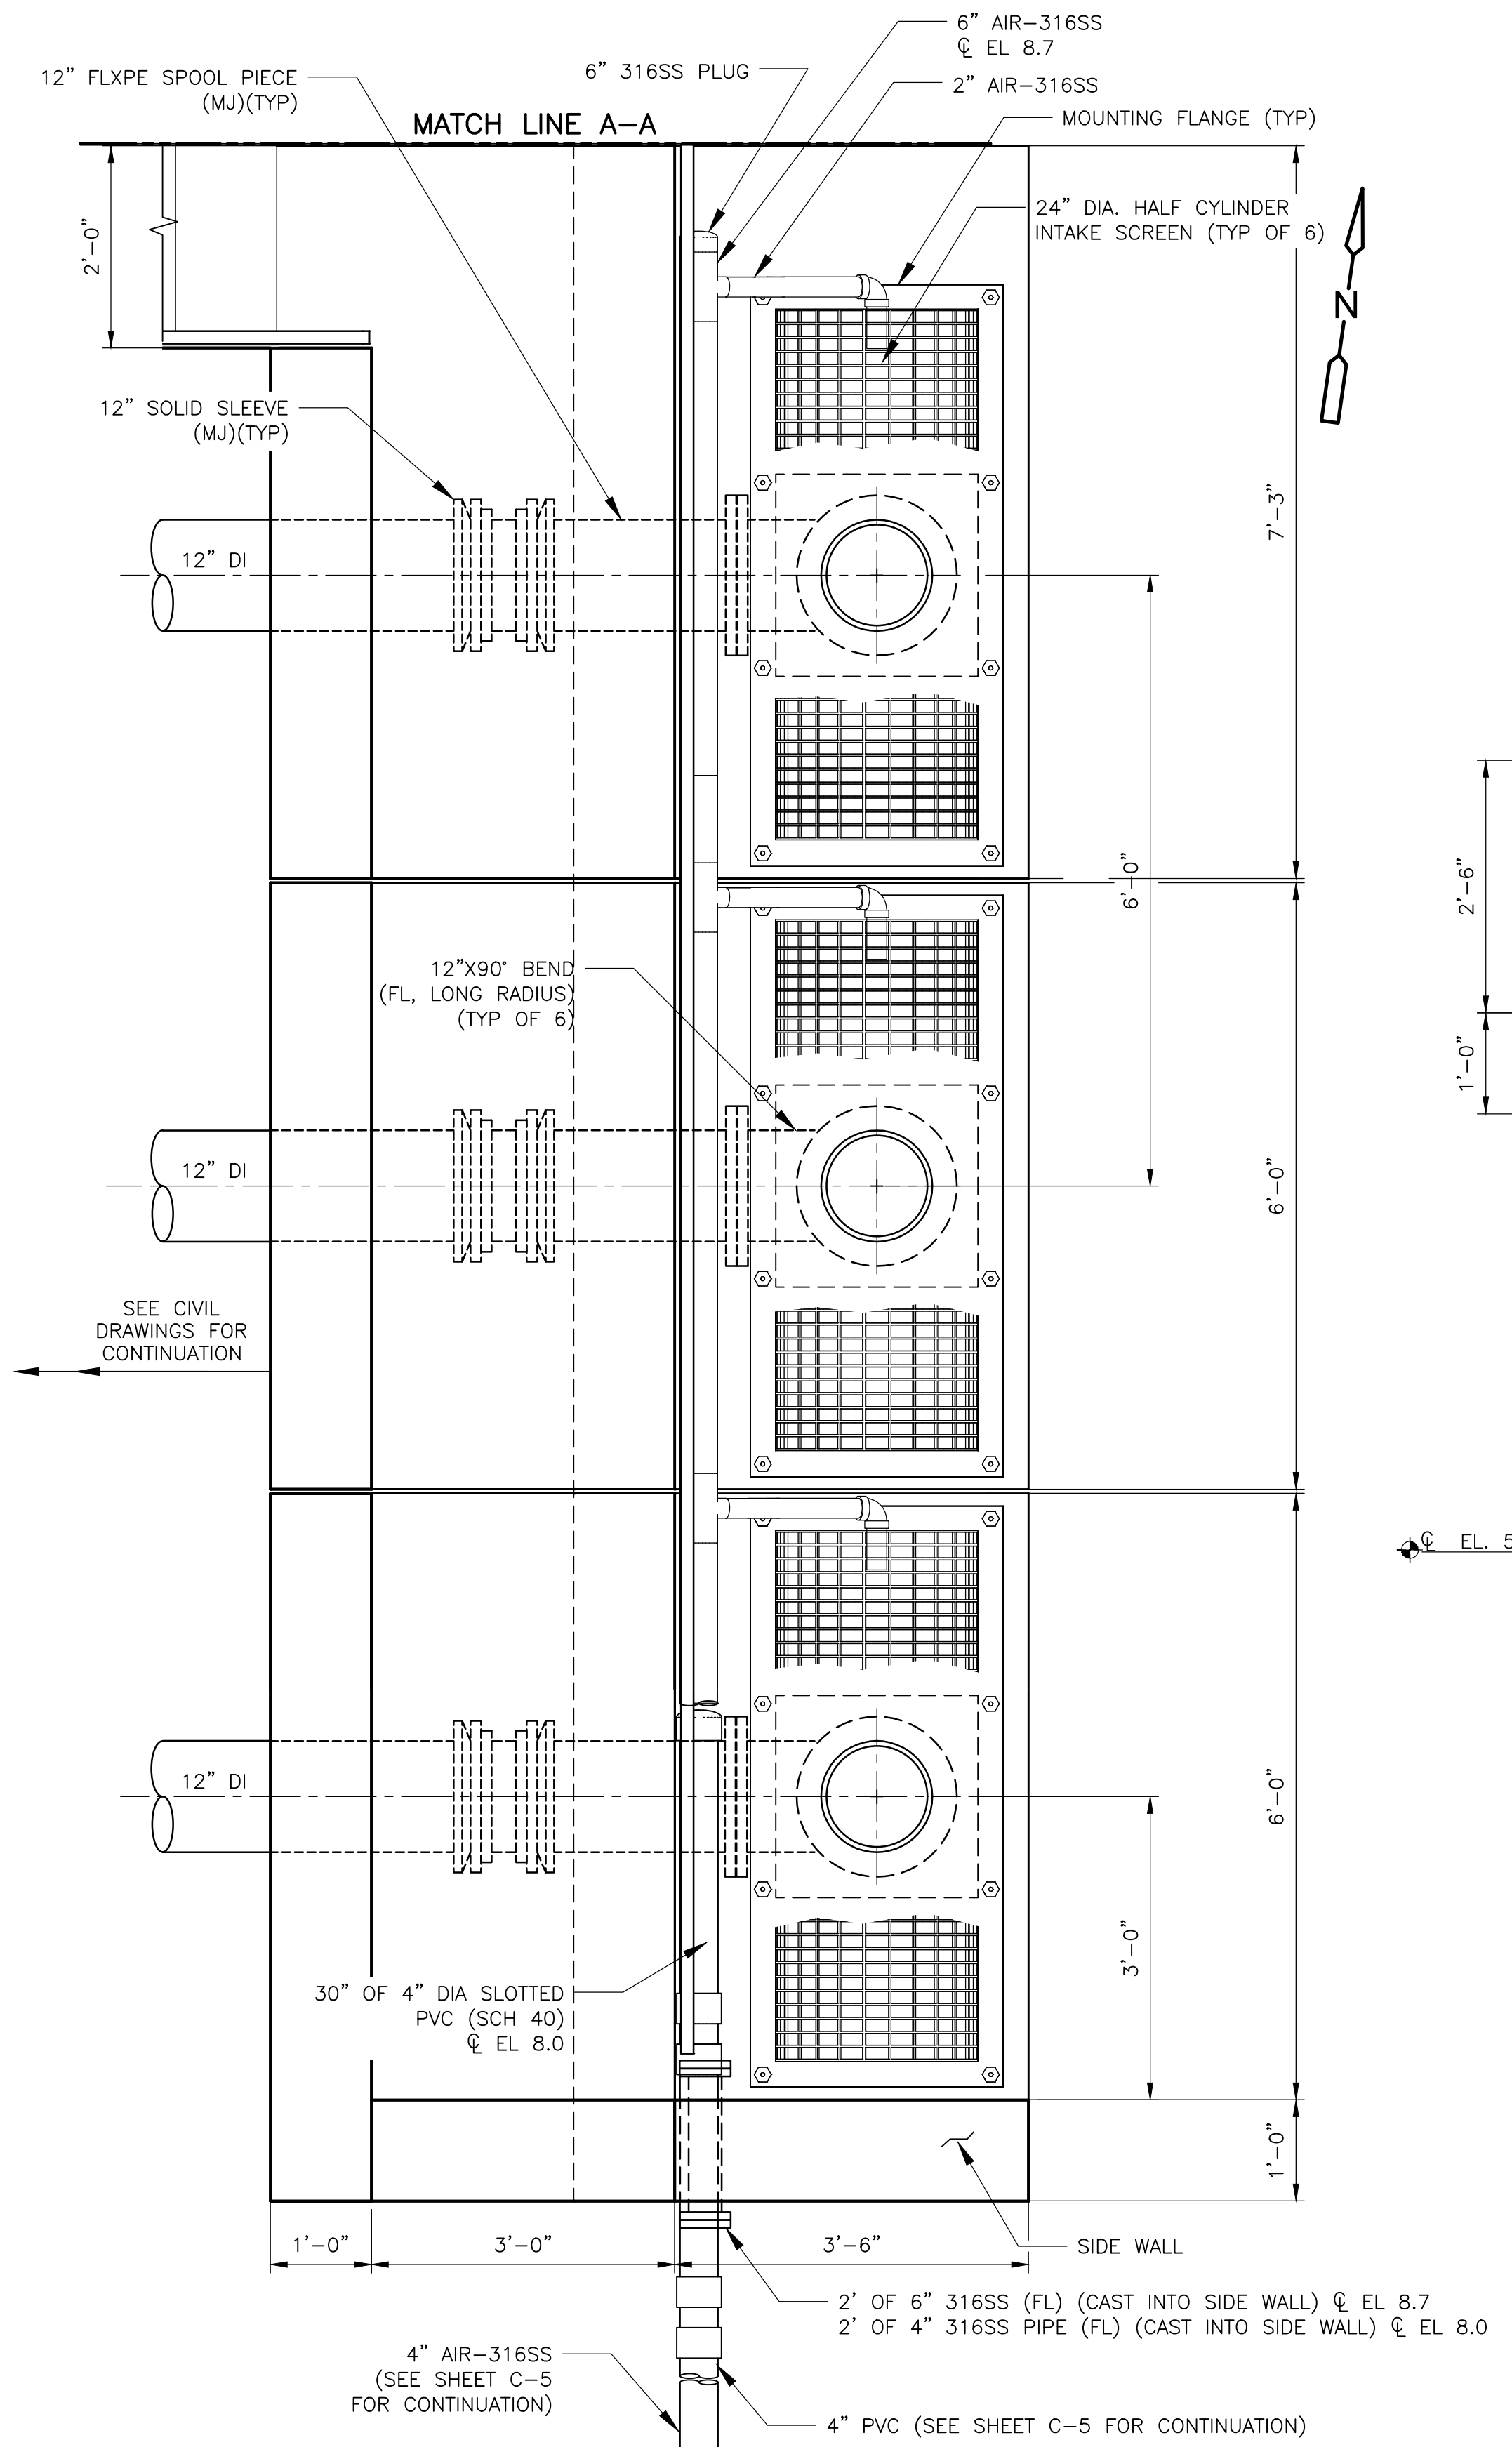 6" AIR-316SS
℄ EL 8.7
12" FLXPE SPOOL PIECE
(MJ)(TYP)
6" 316SS PLUG
2" AIR-316SS
MATCH LINE A-A
MOUNTING FLANGE (TYP)
24" DIA. HALF CYLINDER
INTAKE SCREEN (TYP OF 6)
2'-0"
N
12" SOLID SLEEVE
(MJ)(TYP)
7'-3"
12" DI
6'-0"
2'-6"
12"X90° BEND
(FL, LONG RADIUS)
(TYP OF 6)
1'-0"
12" DI
6'-0"
SEE CIVIL
DRAWINGS FOR
CONTINUATION
℄ EL. 5
12" DI
6'-0"
3'-0"
30" OF 4" DIA SLOTTED
PVC (SCH 40)
℄ EL 8.0
1'-0"
1'-0"
3'-0"
3'-6"
SIDE WALL
2' OF 6" 316SS (FL) (CAST INTO SIDE WALL) ℄ EL 8.7
2' OF 4" 316SS PIPE (FL) (CAST INTO SIDE WALL) ℄ EL 8.0
4" AIR-316SS
(SEE SHEET C-5
FOR CONTINUATION)
4" PVC (SEE SHEET C-5 FOR CONTINUATION)